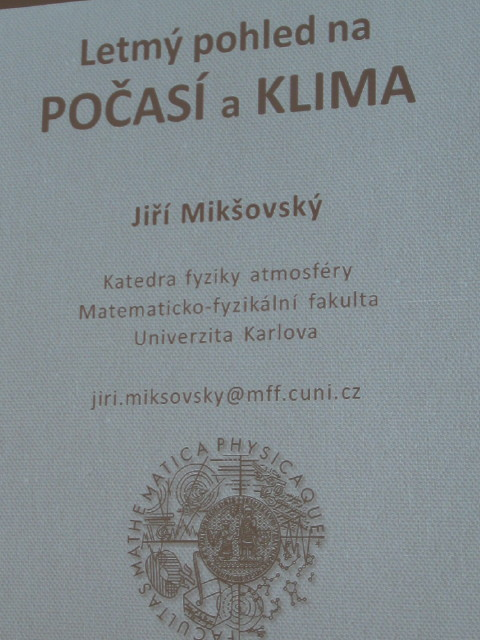 Letmý pohled na
POČASÍ a KLIMA
Jiří Mikšovský
Katedra fyziky atmosféry
Matematicko-fyzikální fakulta
Univerzita Karlova
jiri.miksovsky@mff.cuni.cz
FACULTAS MATHEMATICA PHYSICAQUE